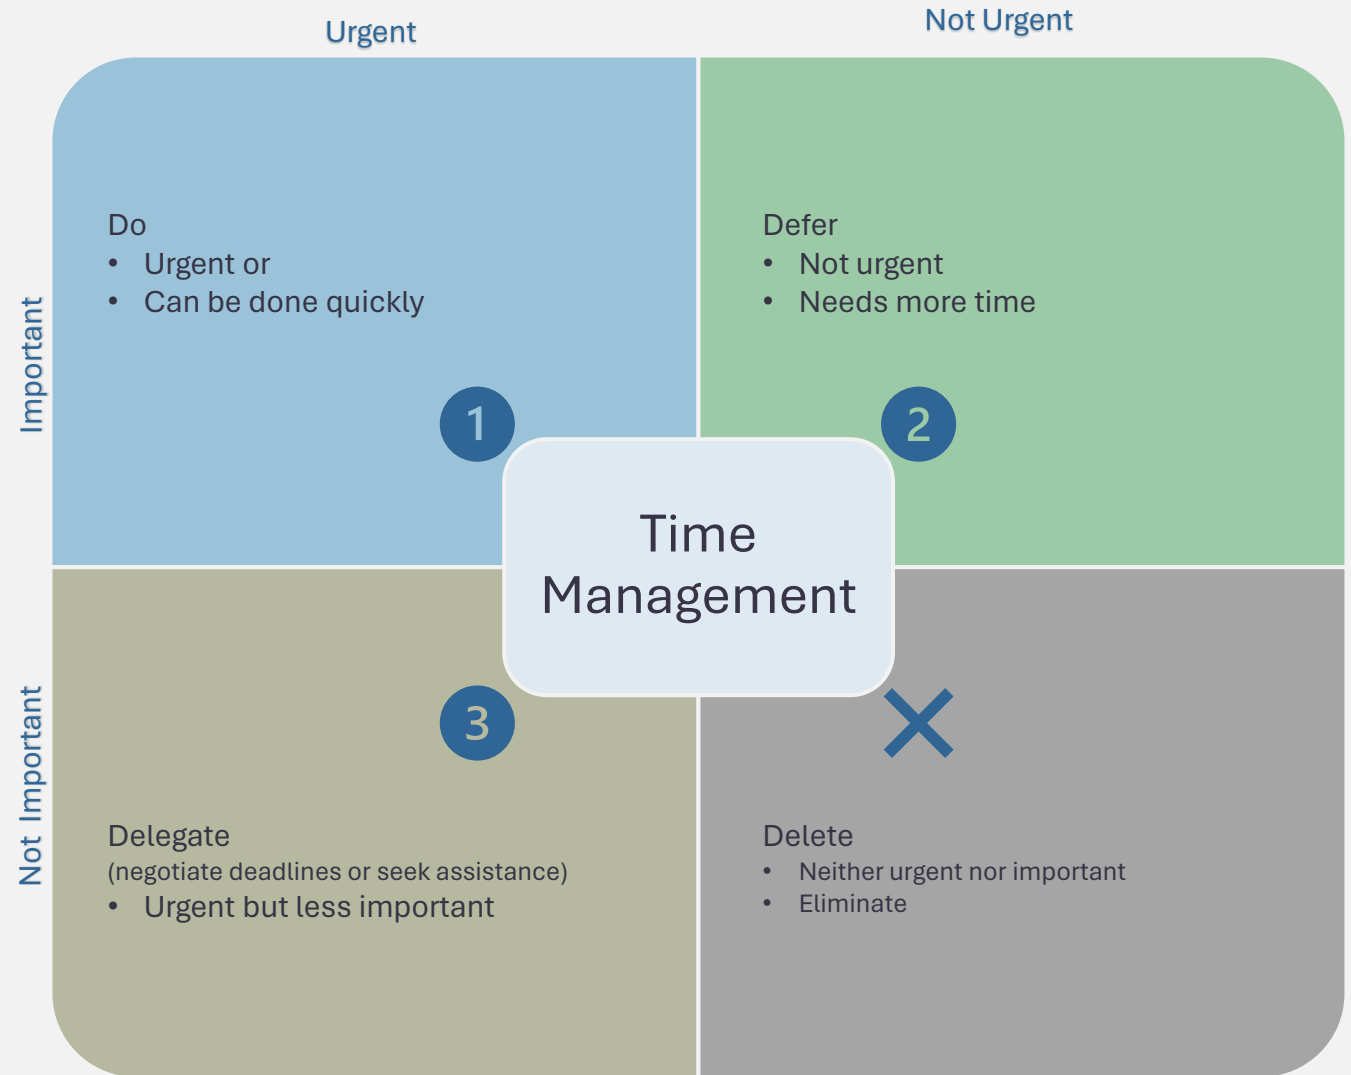 Urgent
Not Urgent
Important
Do
• Urgent or
• Can be done quickly
1
Defer
• Not urgent
• Needs more time
2
Time
Management
Not Important
3
Delegate
(negotiate deadlines or seek assistance)
• Urgent but less important
Delete
• Neither urgent nor important
• Eliminate